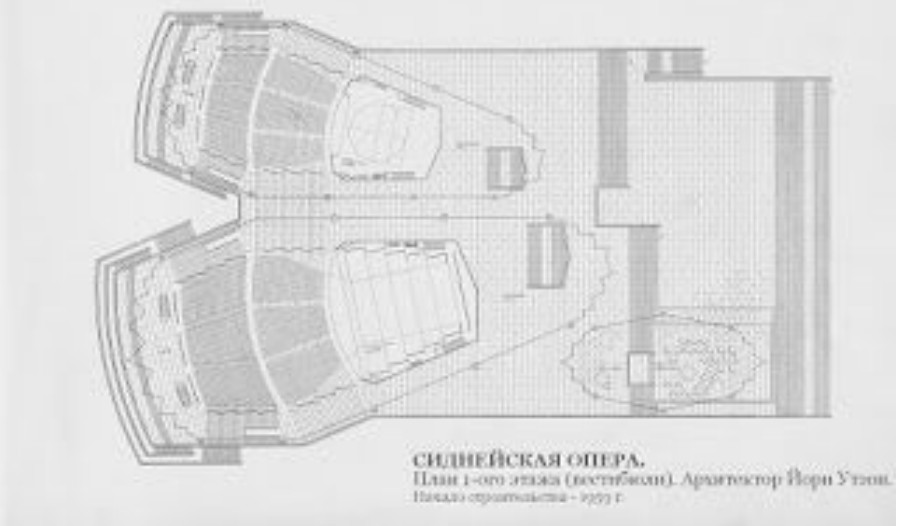 СИДНЕЙСКАЯ ОПЕРА.
План 1-ого этажа (вестибюли). Архитектор Йорн Утзон.
Начало строительства - 1959 г.